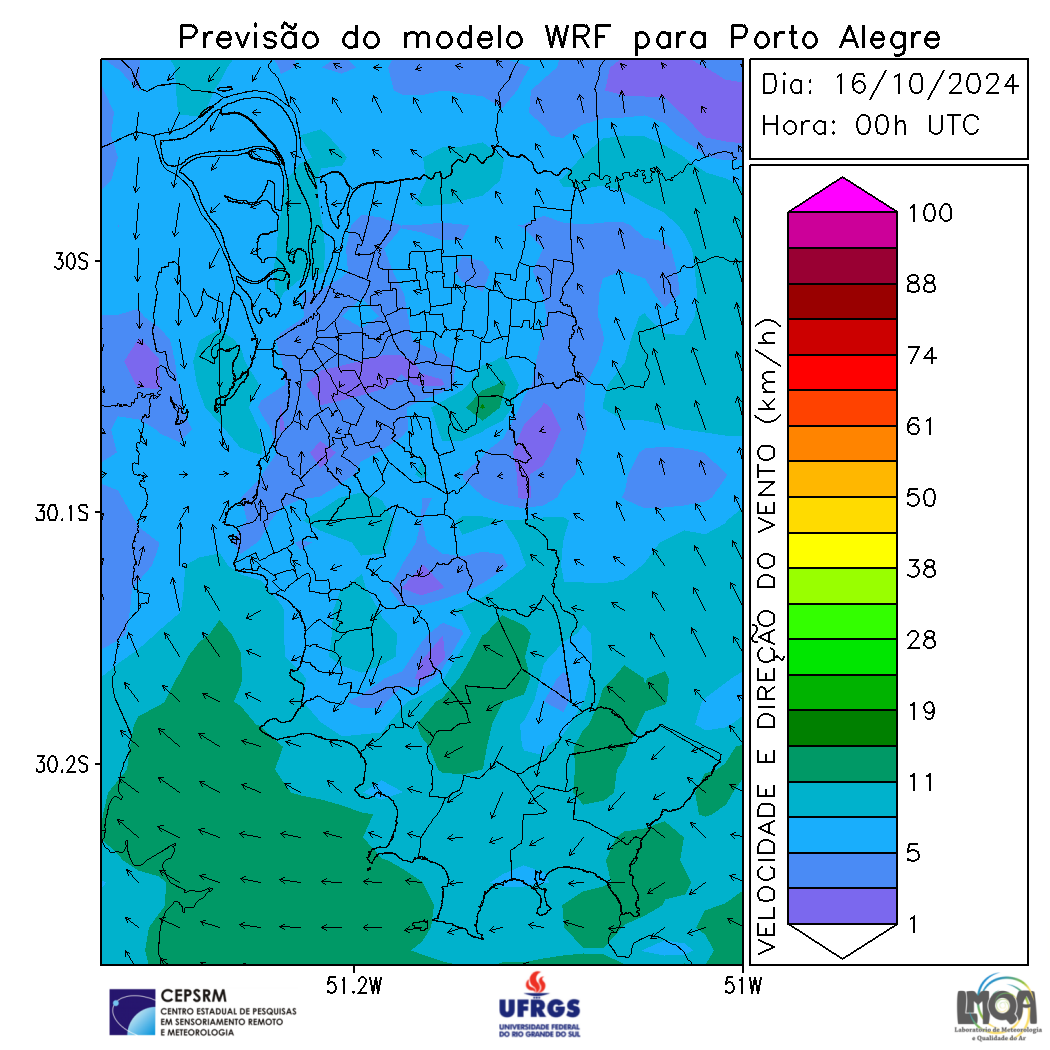 Previsão do modelo WRF para Porto Alegre
Dia: 16/10/2024
Hora: 00h UTC
30S
30.1S
30.2S
51.2W
51W
VELOCIDADE E DIREÇÃO DO VENTO (km/h)
100
88
74
61
50
38
28
19
11
5
1
CEPSRM
CENTRO ESTADUAL DE PESQUISAS
EM SENSORIAMENTO REMOTO
E METEOROLOGIA
UFRGS
UNIVERSIDADE FEDERAL
DO RIO GRANDE DO SUL
LMQA
Laboratório de Meteorologia
e Qualidade do Ar